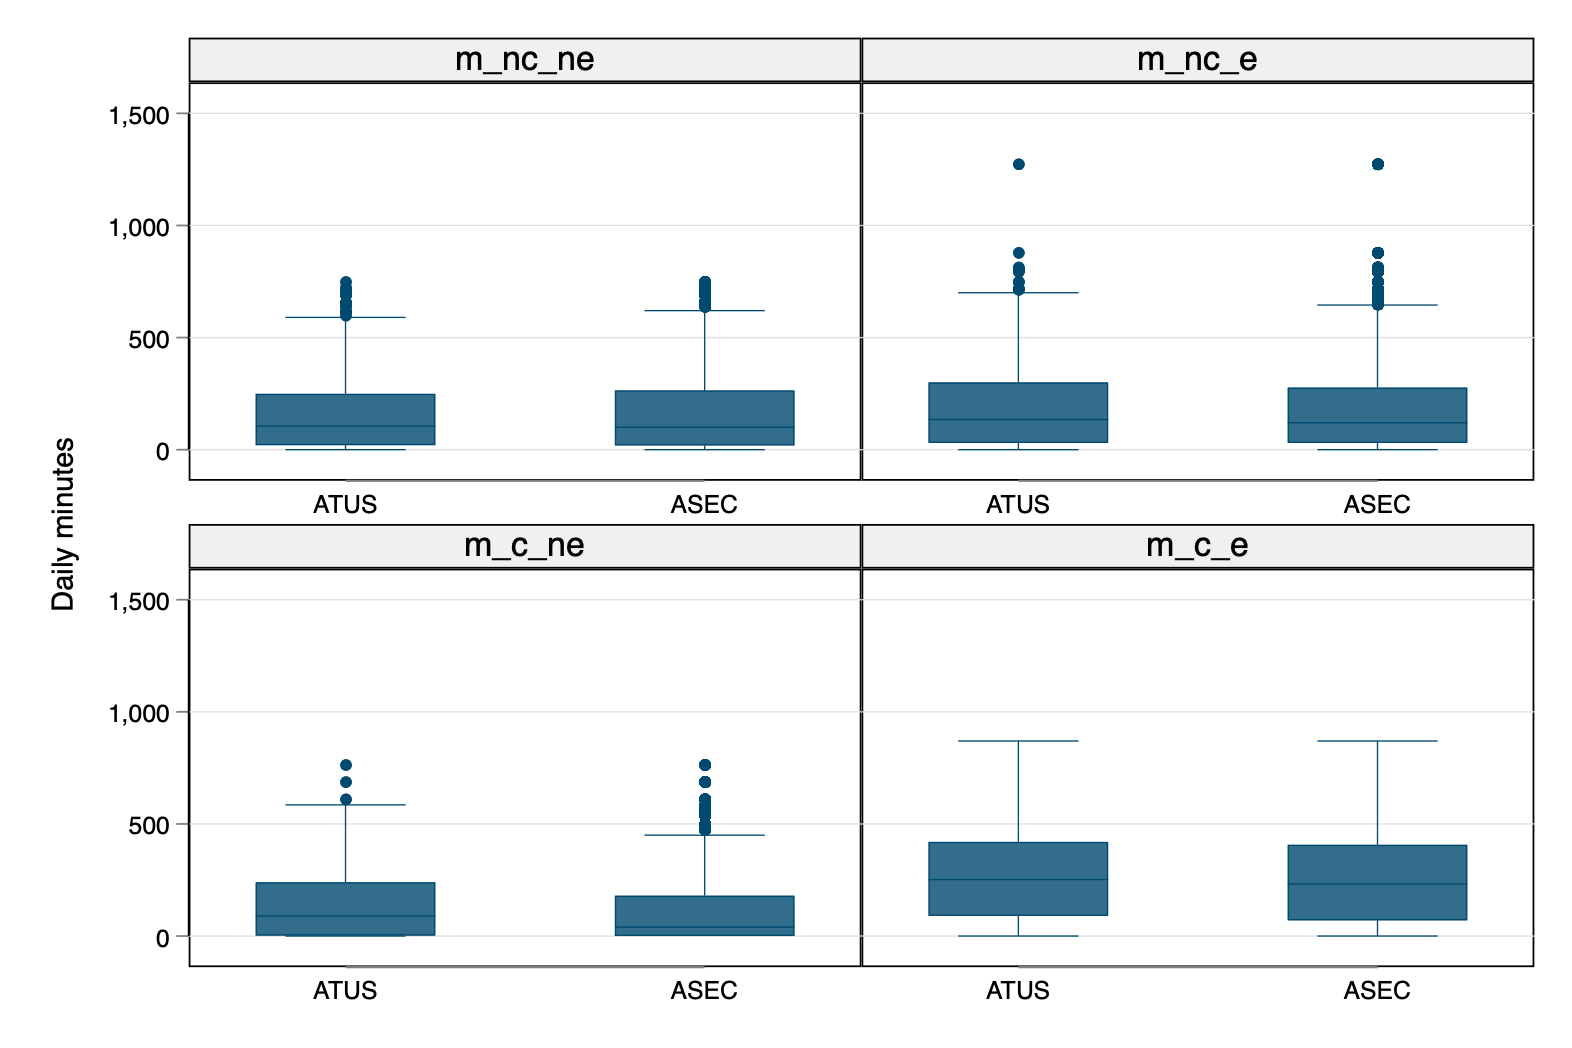 m_nc_ne
m_nc_e
1,500
1,000
500
0
ATUS
ASEC
ATUS
ASEC
Daily minutes
m_c_ne
m_c_e
1,500
1,000
500
0
ATUS
ASEC
ATUS
ASEC